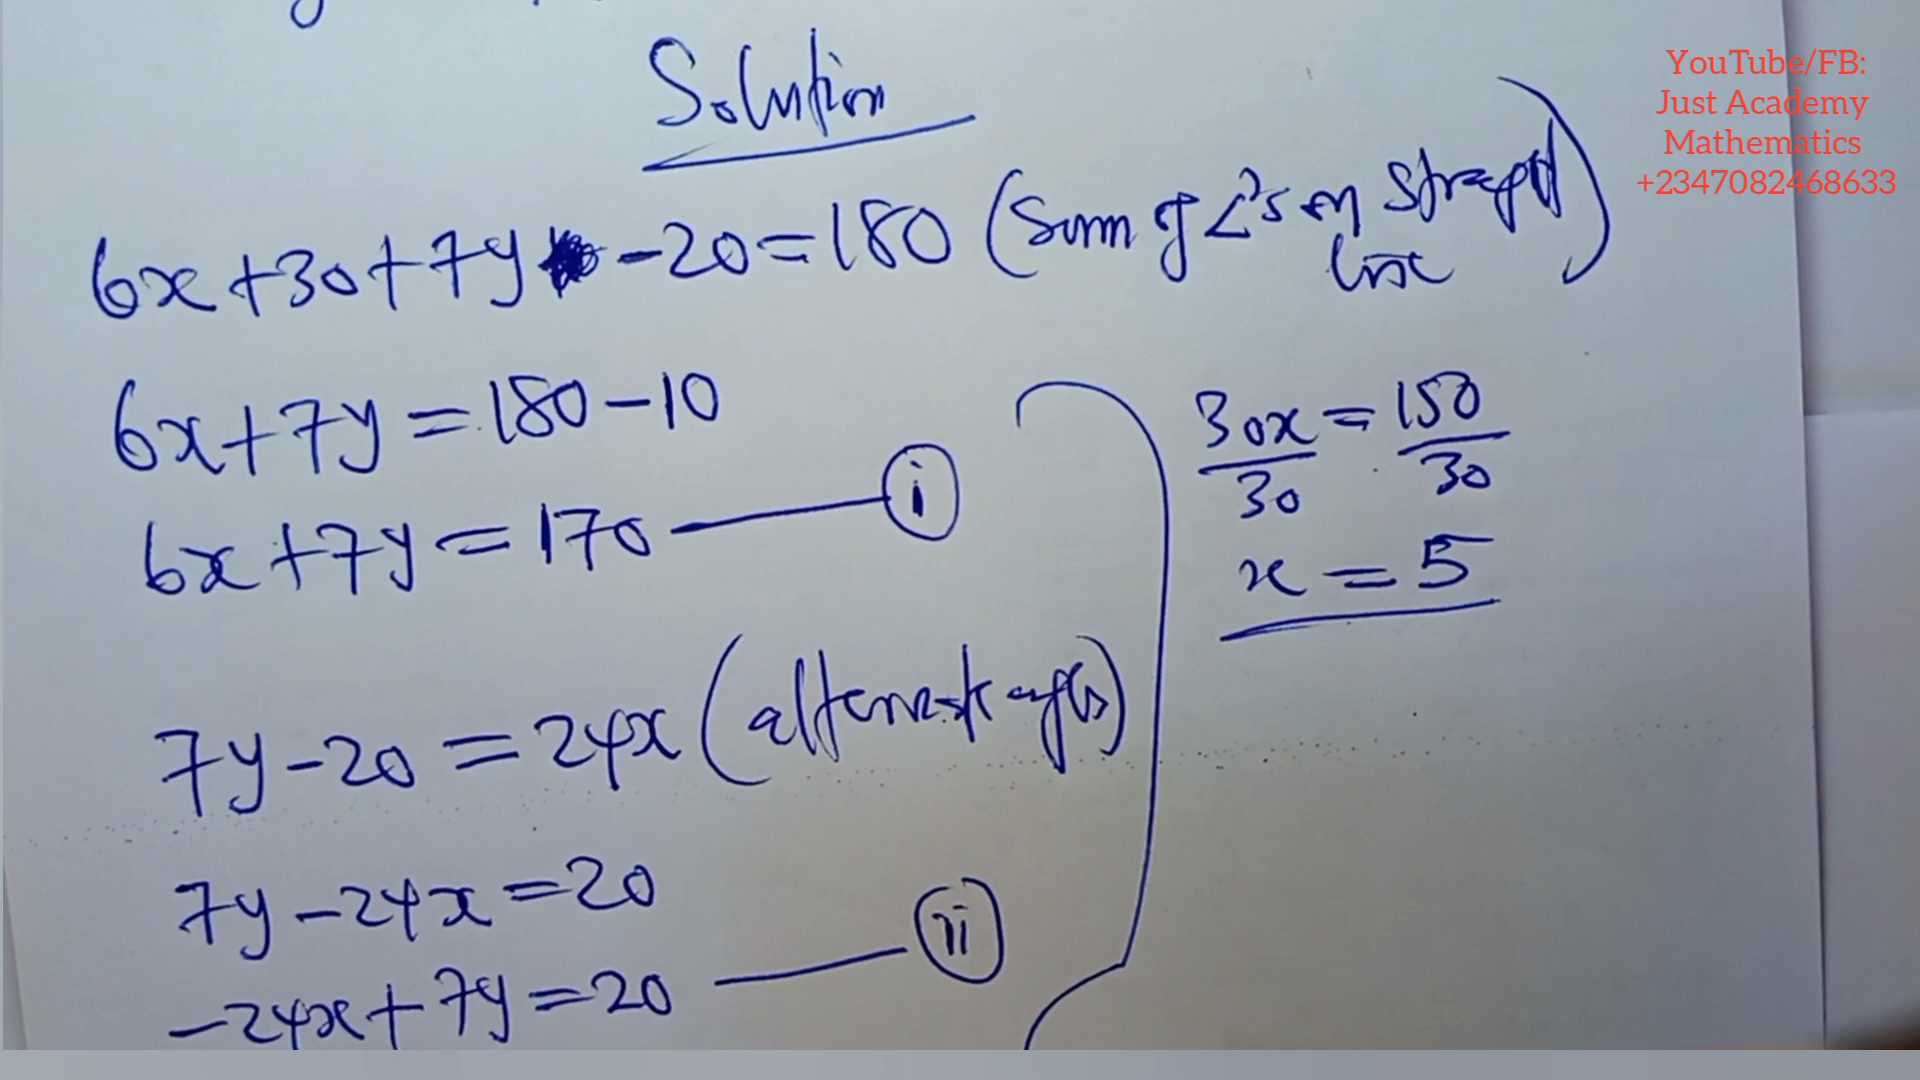 Solution
6x+30+7y -20=180 (Sum of <'s on straight
line)
6x+7y=180-10
6x+7y=170 — i
7y-20=24x (alternate angles)
7y-24x=20
-24x+7y=20 — ii
30x=150
30 30
x=5
YouTube/FB:
Just Academy
Mathematics
+2347082468633